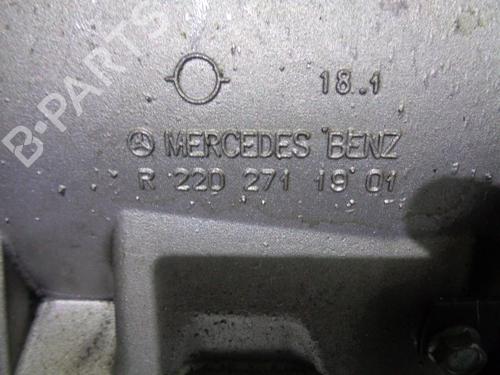 18.1
MERCEDES BENZ
R 220 271 19 01
B-PARTS